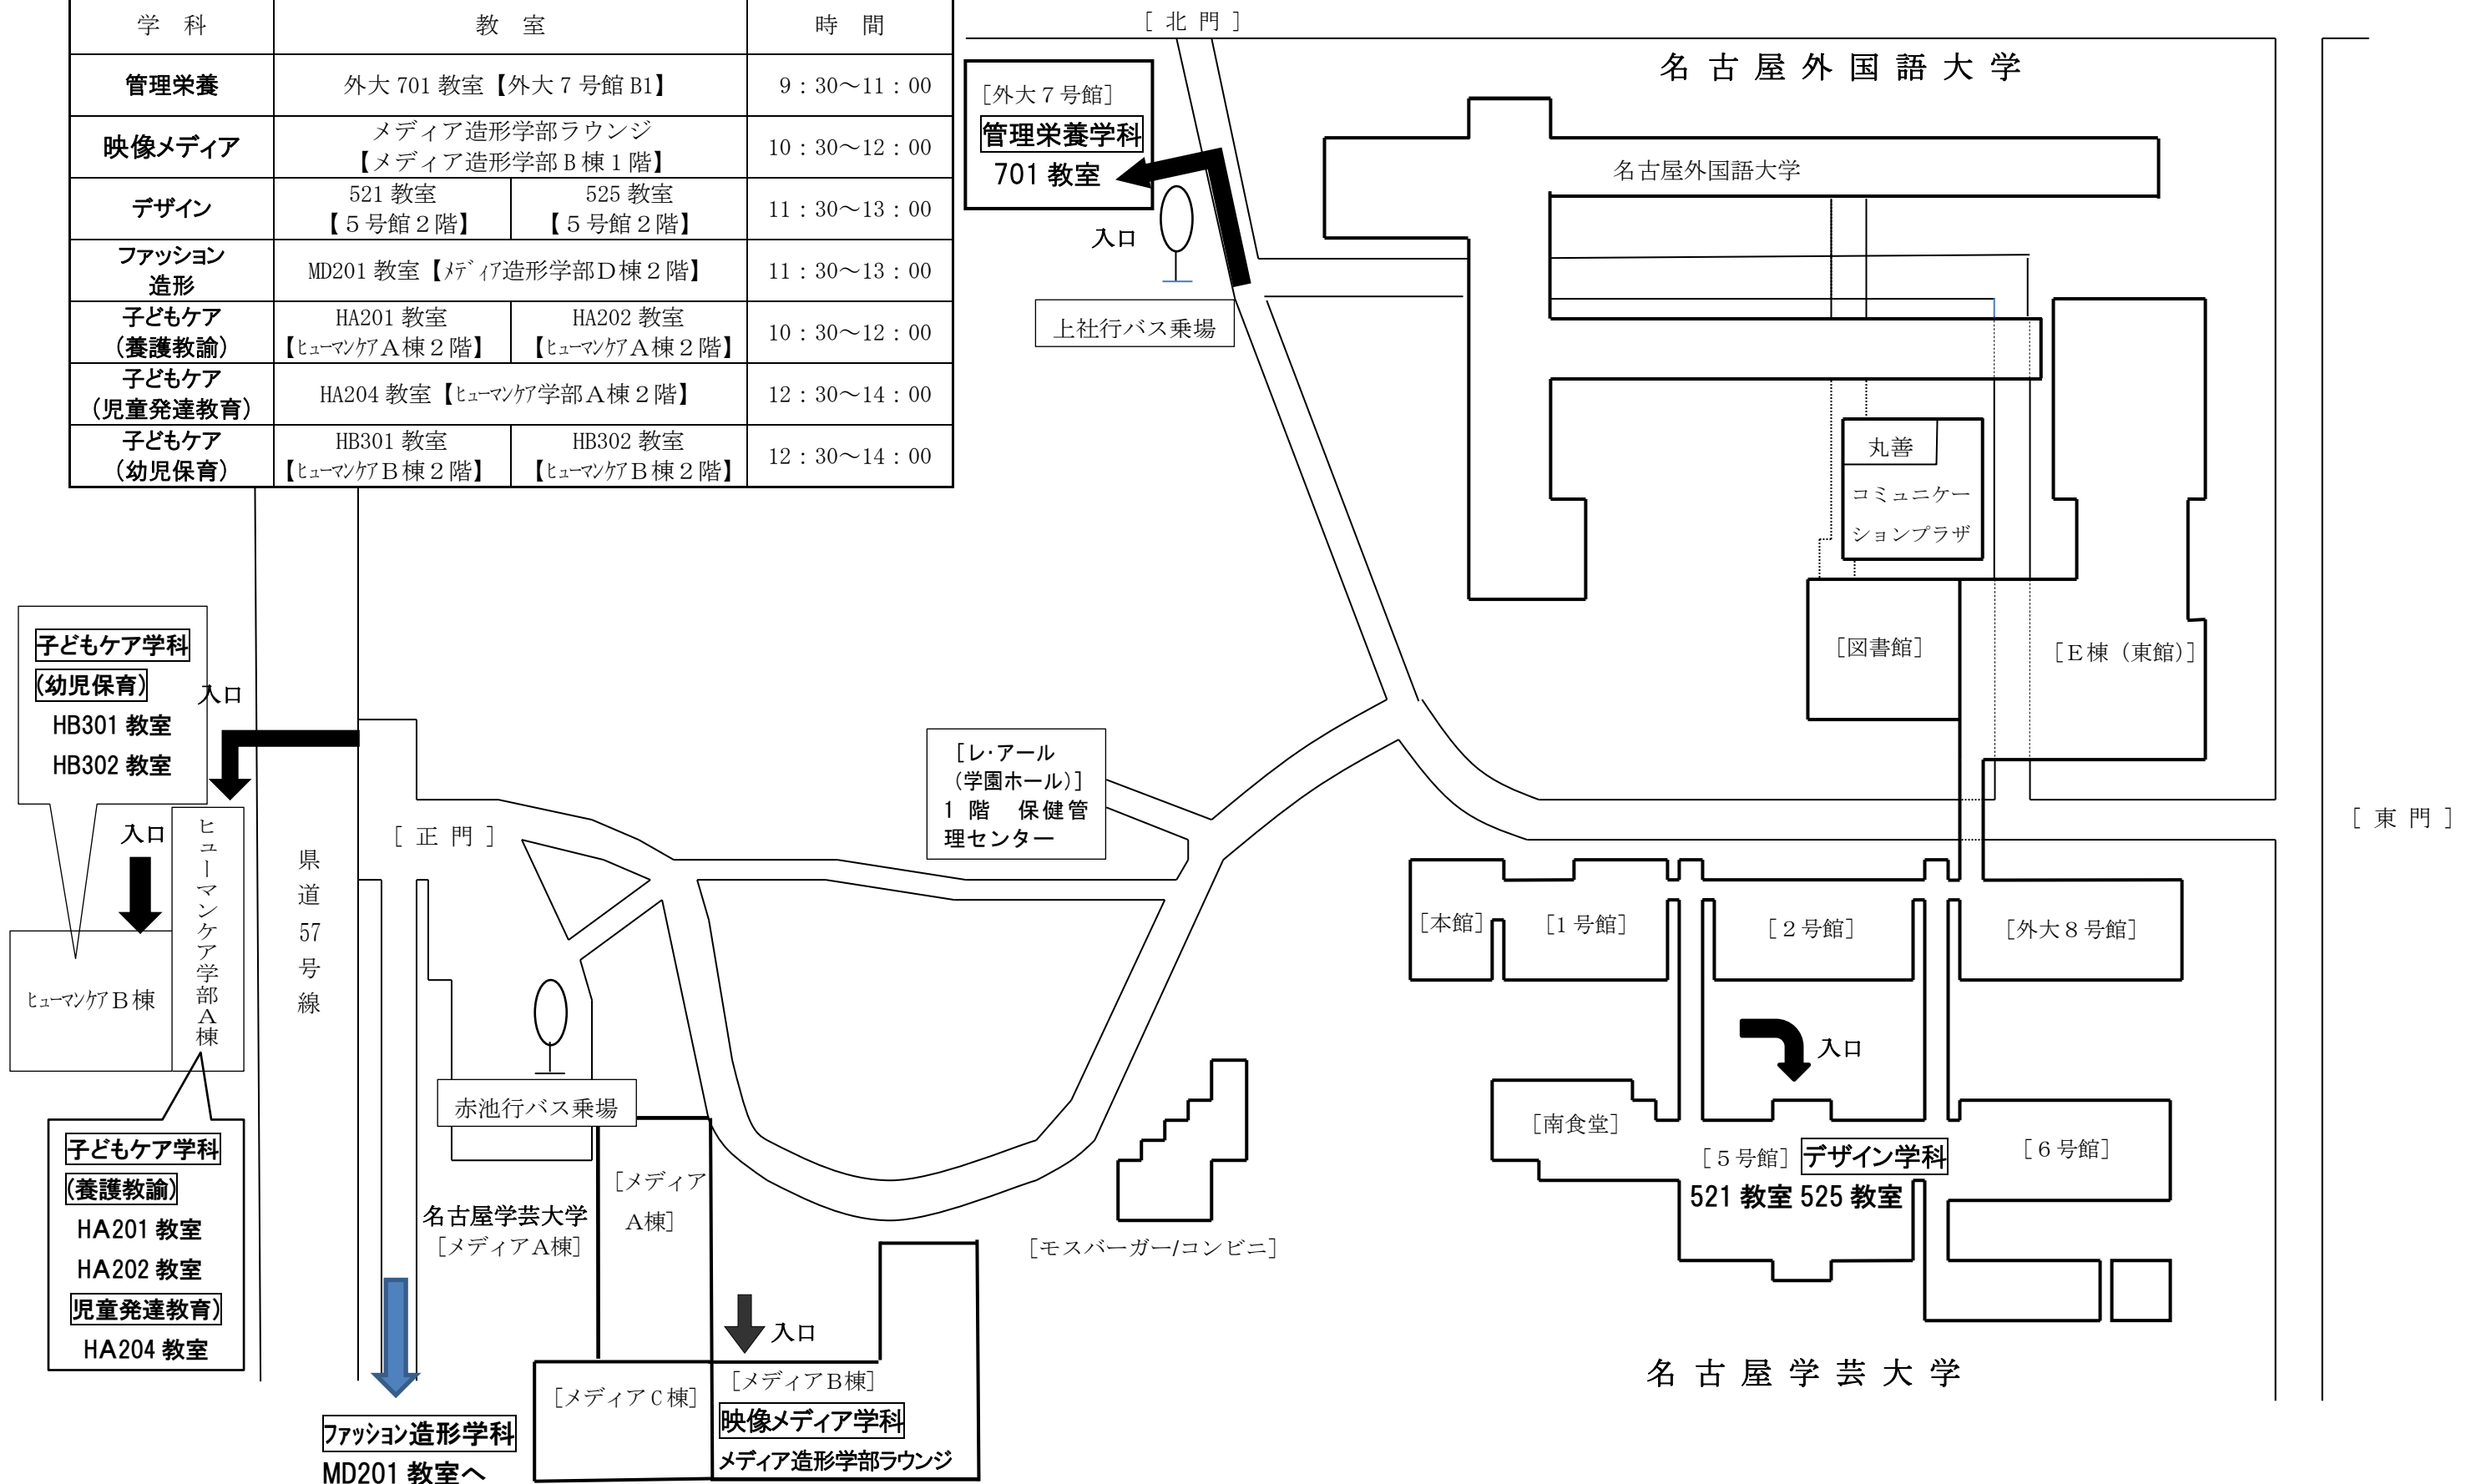 学　科　教　室　時　間
管理栄養　外大 701 教室【外大 7 号館 B1】　9：30～11：00
映像メディア　メディア造形学部ラウンジ　10：30～12：00
【メディア造形学部 B 棟 1 階】
デザイン　521 教室　525 教室　11：30～13：00
【５号館２階】　【５号館２階】
ファッション
造形　MD201 教室【ﾒﾃﾞｨｱ造形学部Ｄ棟２階】　11：30～13：00
子どもケア　HA201 教室　HA202 教室　10：30～12：00
（養護教諭）　【ﾋｭｰﾏﾝｹｱＡ棟２階】　【ﾋｭｰﾏﾝｹｱＡ棟２階】
子どもケア
（児童発達教育）　HA204 教室【ﾋｭｰﾏﾝｹｱ学部Ａ棟２階】　12：30～14：00
子どもケア　HB301 教室　HB302 教室　12：30～14：00
（幼児保育）　【ﾋｭｰﾏﾝｹｱＢ棟２階】　【ﾋｭｰﾏﾝｹｱＢ棟２階】
［ 北 門 ］
名 古 屋 外 国 語 大 学
［外大７号館］
管理栄養学科
701 教室
入口
上社行バス乗場
名古屋外国語大学
丸善
コミュニケー
ションプラザ
［図書館］
［Ｅ棟（東館）］
［ 東 門 ］
子どもケア学科
(幼児保育)
HB301 教室
HB302 教室
入口
入口
ﾋｭｰﾏﾝｹｱＢ棟
ヒューマンケア学部Ａ棟
県道57号線
［ 正 門 ］
［レ・アール
（学園ホール）］
1 階　保健管
理センター
［本館］
［1 号館］
［２号館］
［外大８号館］
入口
［南食堂］
［５号館］
デザイン学科
521 教室 525 教室
［６号館］
赤池行バス乗場
子どもケア学科
(養護教諭)
HA201 教室
HA202 教室
児童発達教育)
HA204 教室
名古屋学芸大学
［メディアＡ棟］
［メディア
Ａ棟］
［モスバーガー/コンビニ］
入口
［メディアＣ棟］
［メディアＢ棟］
映像メディア学科
メディア造形学部ラウンジ
名 古 屋 学 芸 大 学
ﾌｧｯｼｮﾝ造形学科
MD201 教室へ